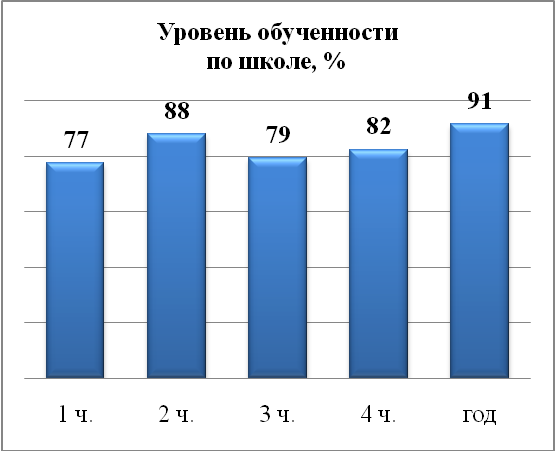 Уровень обученности
по школе, %
77
88
79
82
91
1 ч.
2 ч.
3 ч.
4 ч.
год